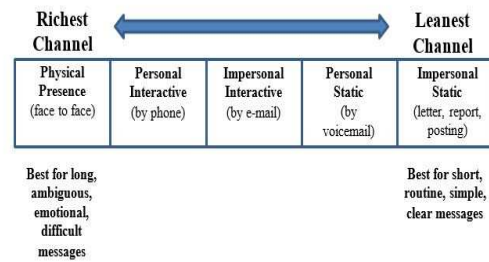 Richest
Channel
Leanest
Channel
Physical
Presence
(face to face)
Personal
Interactive
(by phone)
Impersonal
Interactive
(by e-mail)
Personal
Static
(by
voicemail)
Impersonal
Static
(letter, report,
posting)
Best for long,
ambiguous,
emotional,
difficult
messages
Best for short,
routine, simple,
clear messages